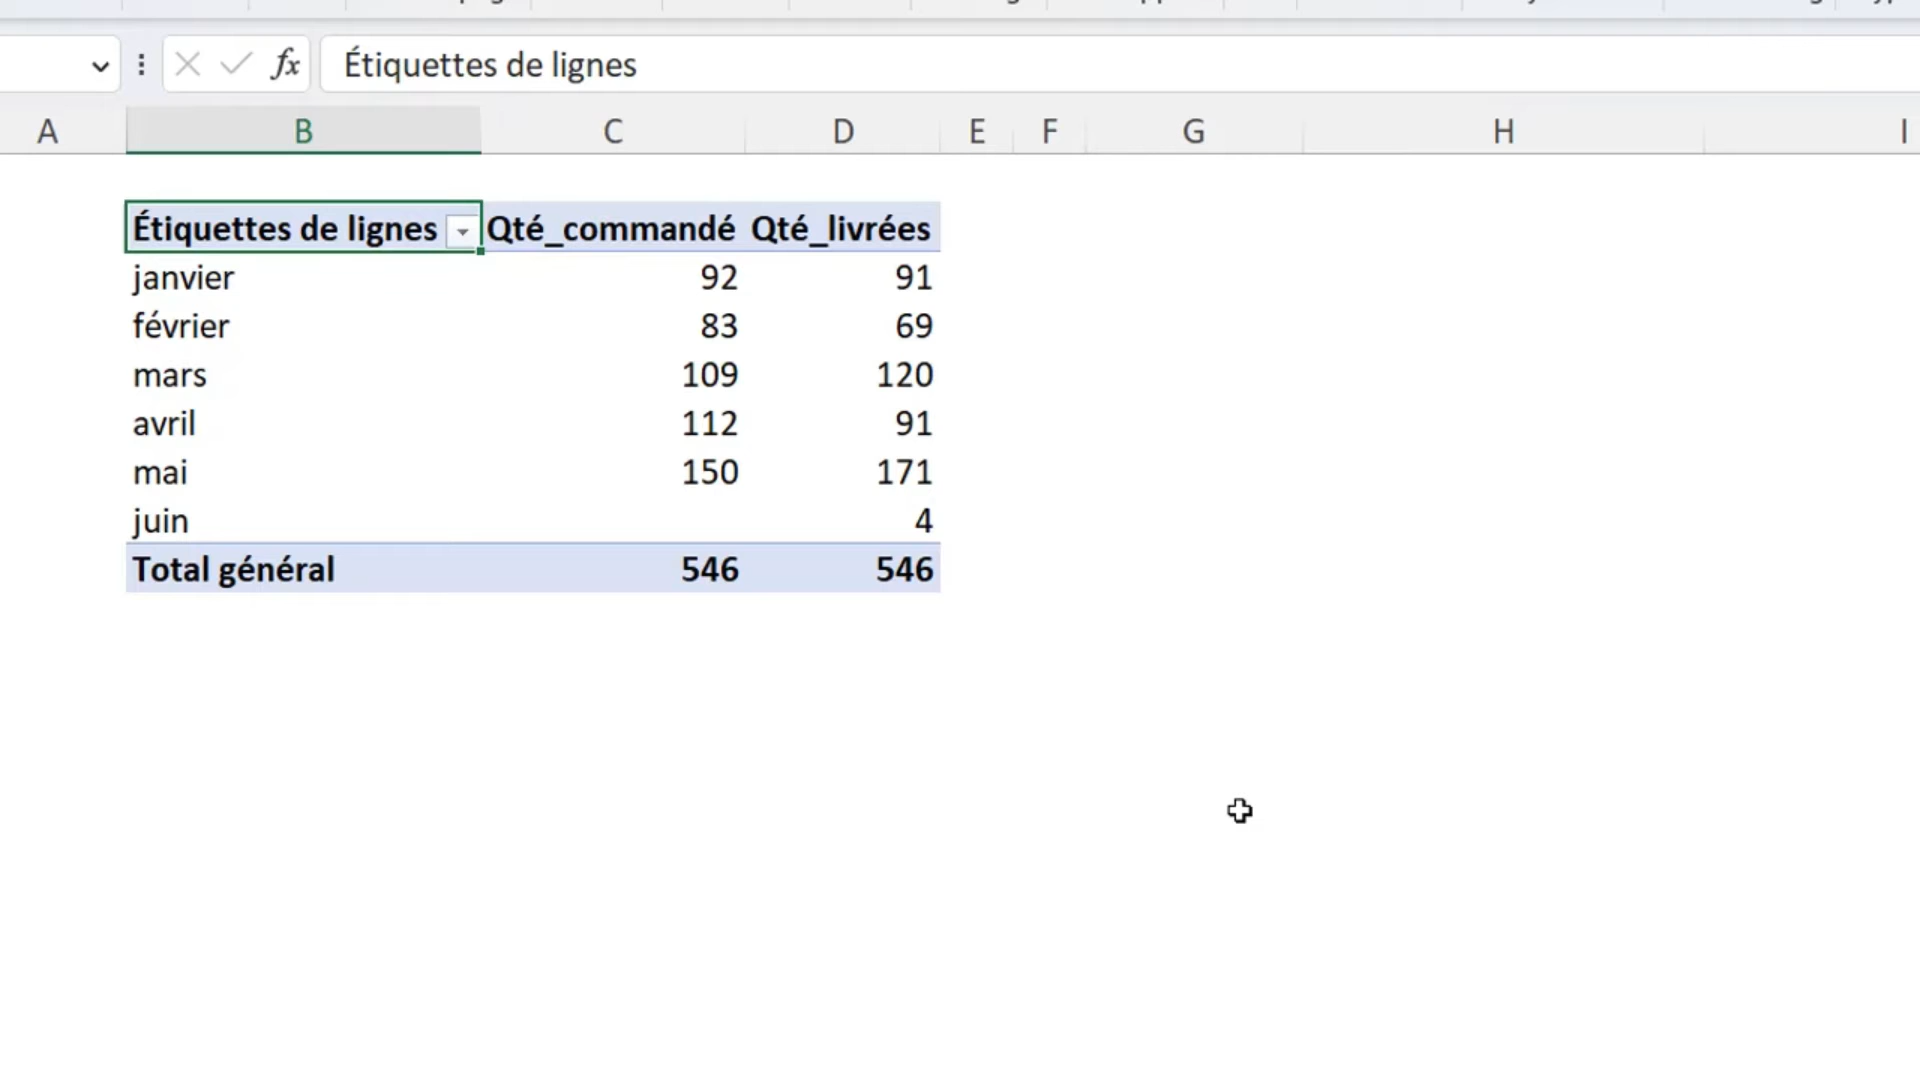 fx Étiquettes de lignes
A B C D E F G H I
Étiquettes de lignes Qté_commandé Qté_livrées
janvier 92 91
février 83 69
mars 109 120
avril 112 91
mai 150 171
juin 4
Total général 546 546